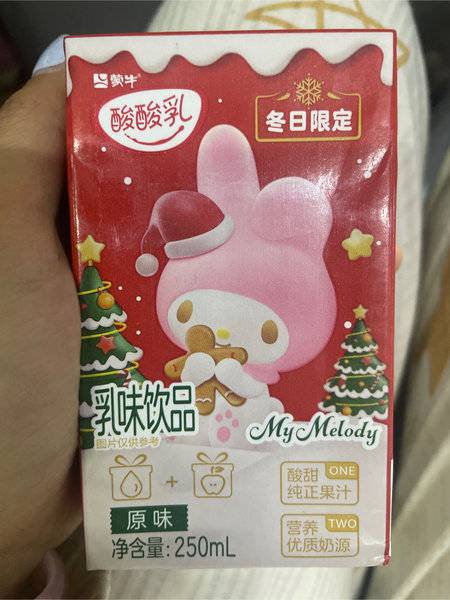 蒙牛
酸酸乳
冬日限定
乳味饮品
图片仅供参考
My Melody
酸甜 ONE
纯正果汁
原味
营养 TWO
优质奶源
净含量: 250mL